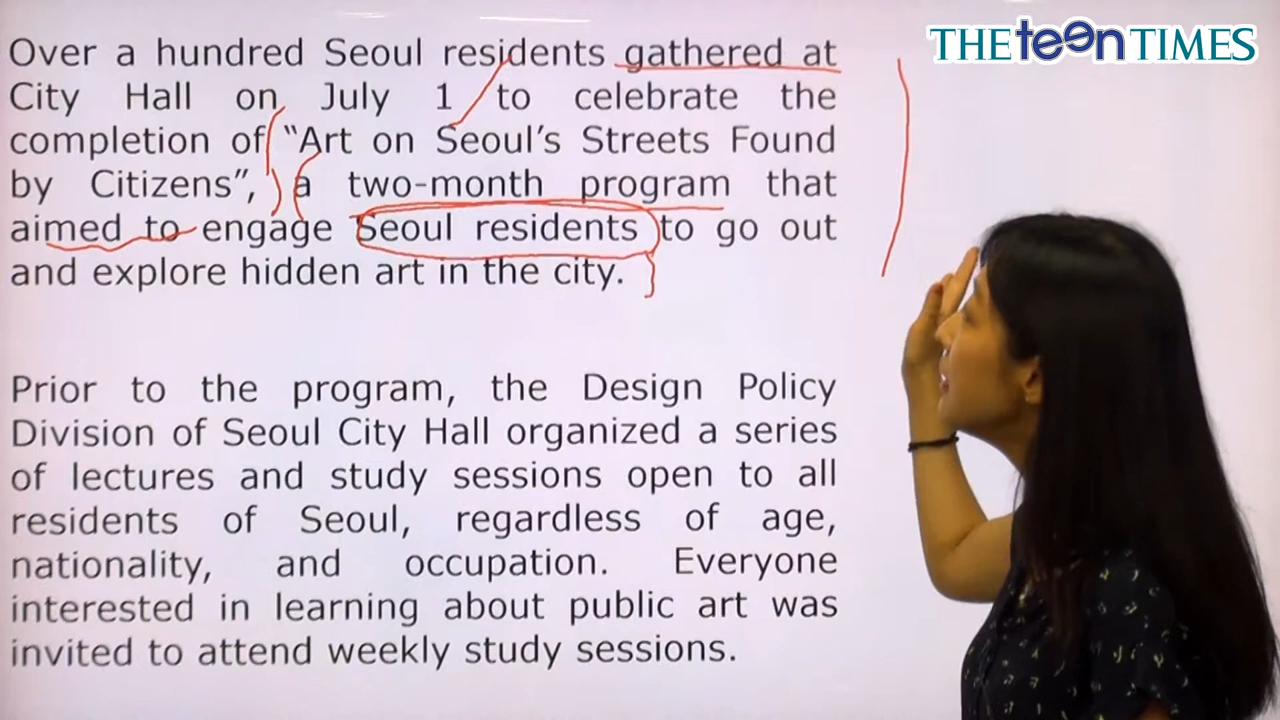 THE teen TIMES
Over a hundred Seoul residents gathered at
City Hall on July 1 to celebrate the
completion of “Art on Seoul’s Streets Found
by Citizens”, a two-month program that
aimed to engage Seoul residents to go out
and explore hidden art in the city.
Prior to the program, the Design Policy
Division of Seoul City Hall organized a series
of lectures and study sessions open to all
residents of Seoul, regardless of age,
nationality, and occupation. Everyone
interested in learning about public art was
invited to attend weekly study sessions.